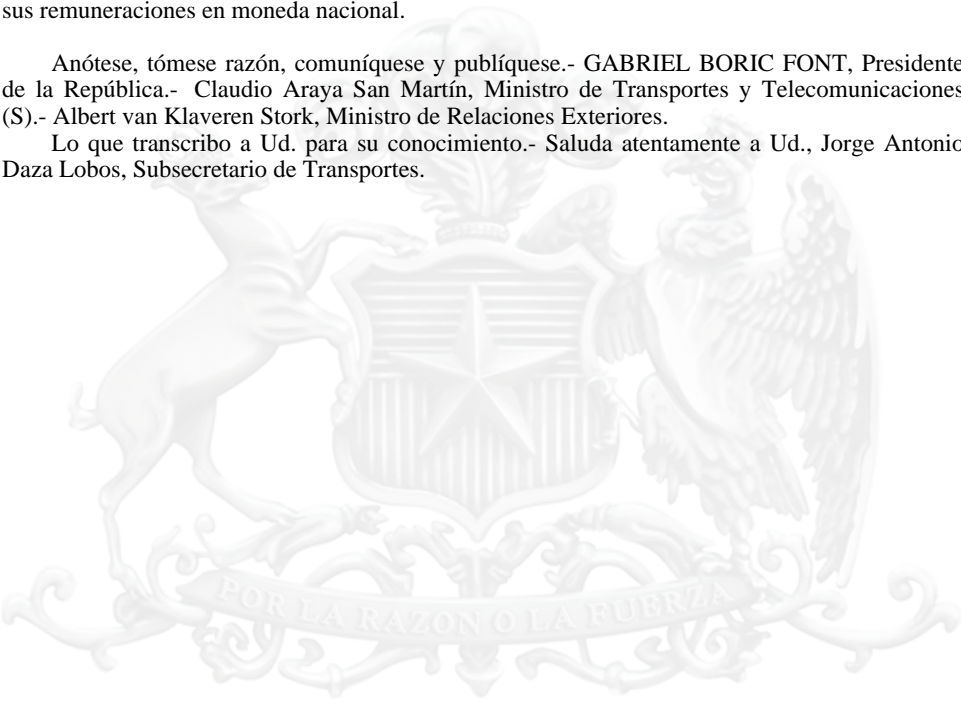 sus remuneraciones en moneda nacional.
Anótese, tómese razón, comuníquese y publíquese.- GABRIEL BORIC FONT, Presidente
de la República.- Claudio Araya San Martín, Ministro de Transportes y Telecomunicaciones
(S).- Albert van Klaveren Stork, Ministro de Relaciones Exteriores.
Lo que transcribo a Ud. para su conocimiento.- Saluda atentamente a Ud., Jorge Antonio
Daza Lobos, Subsecretario de Transportes.
POR LA RAZON O LA FUERZA